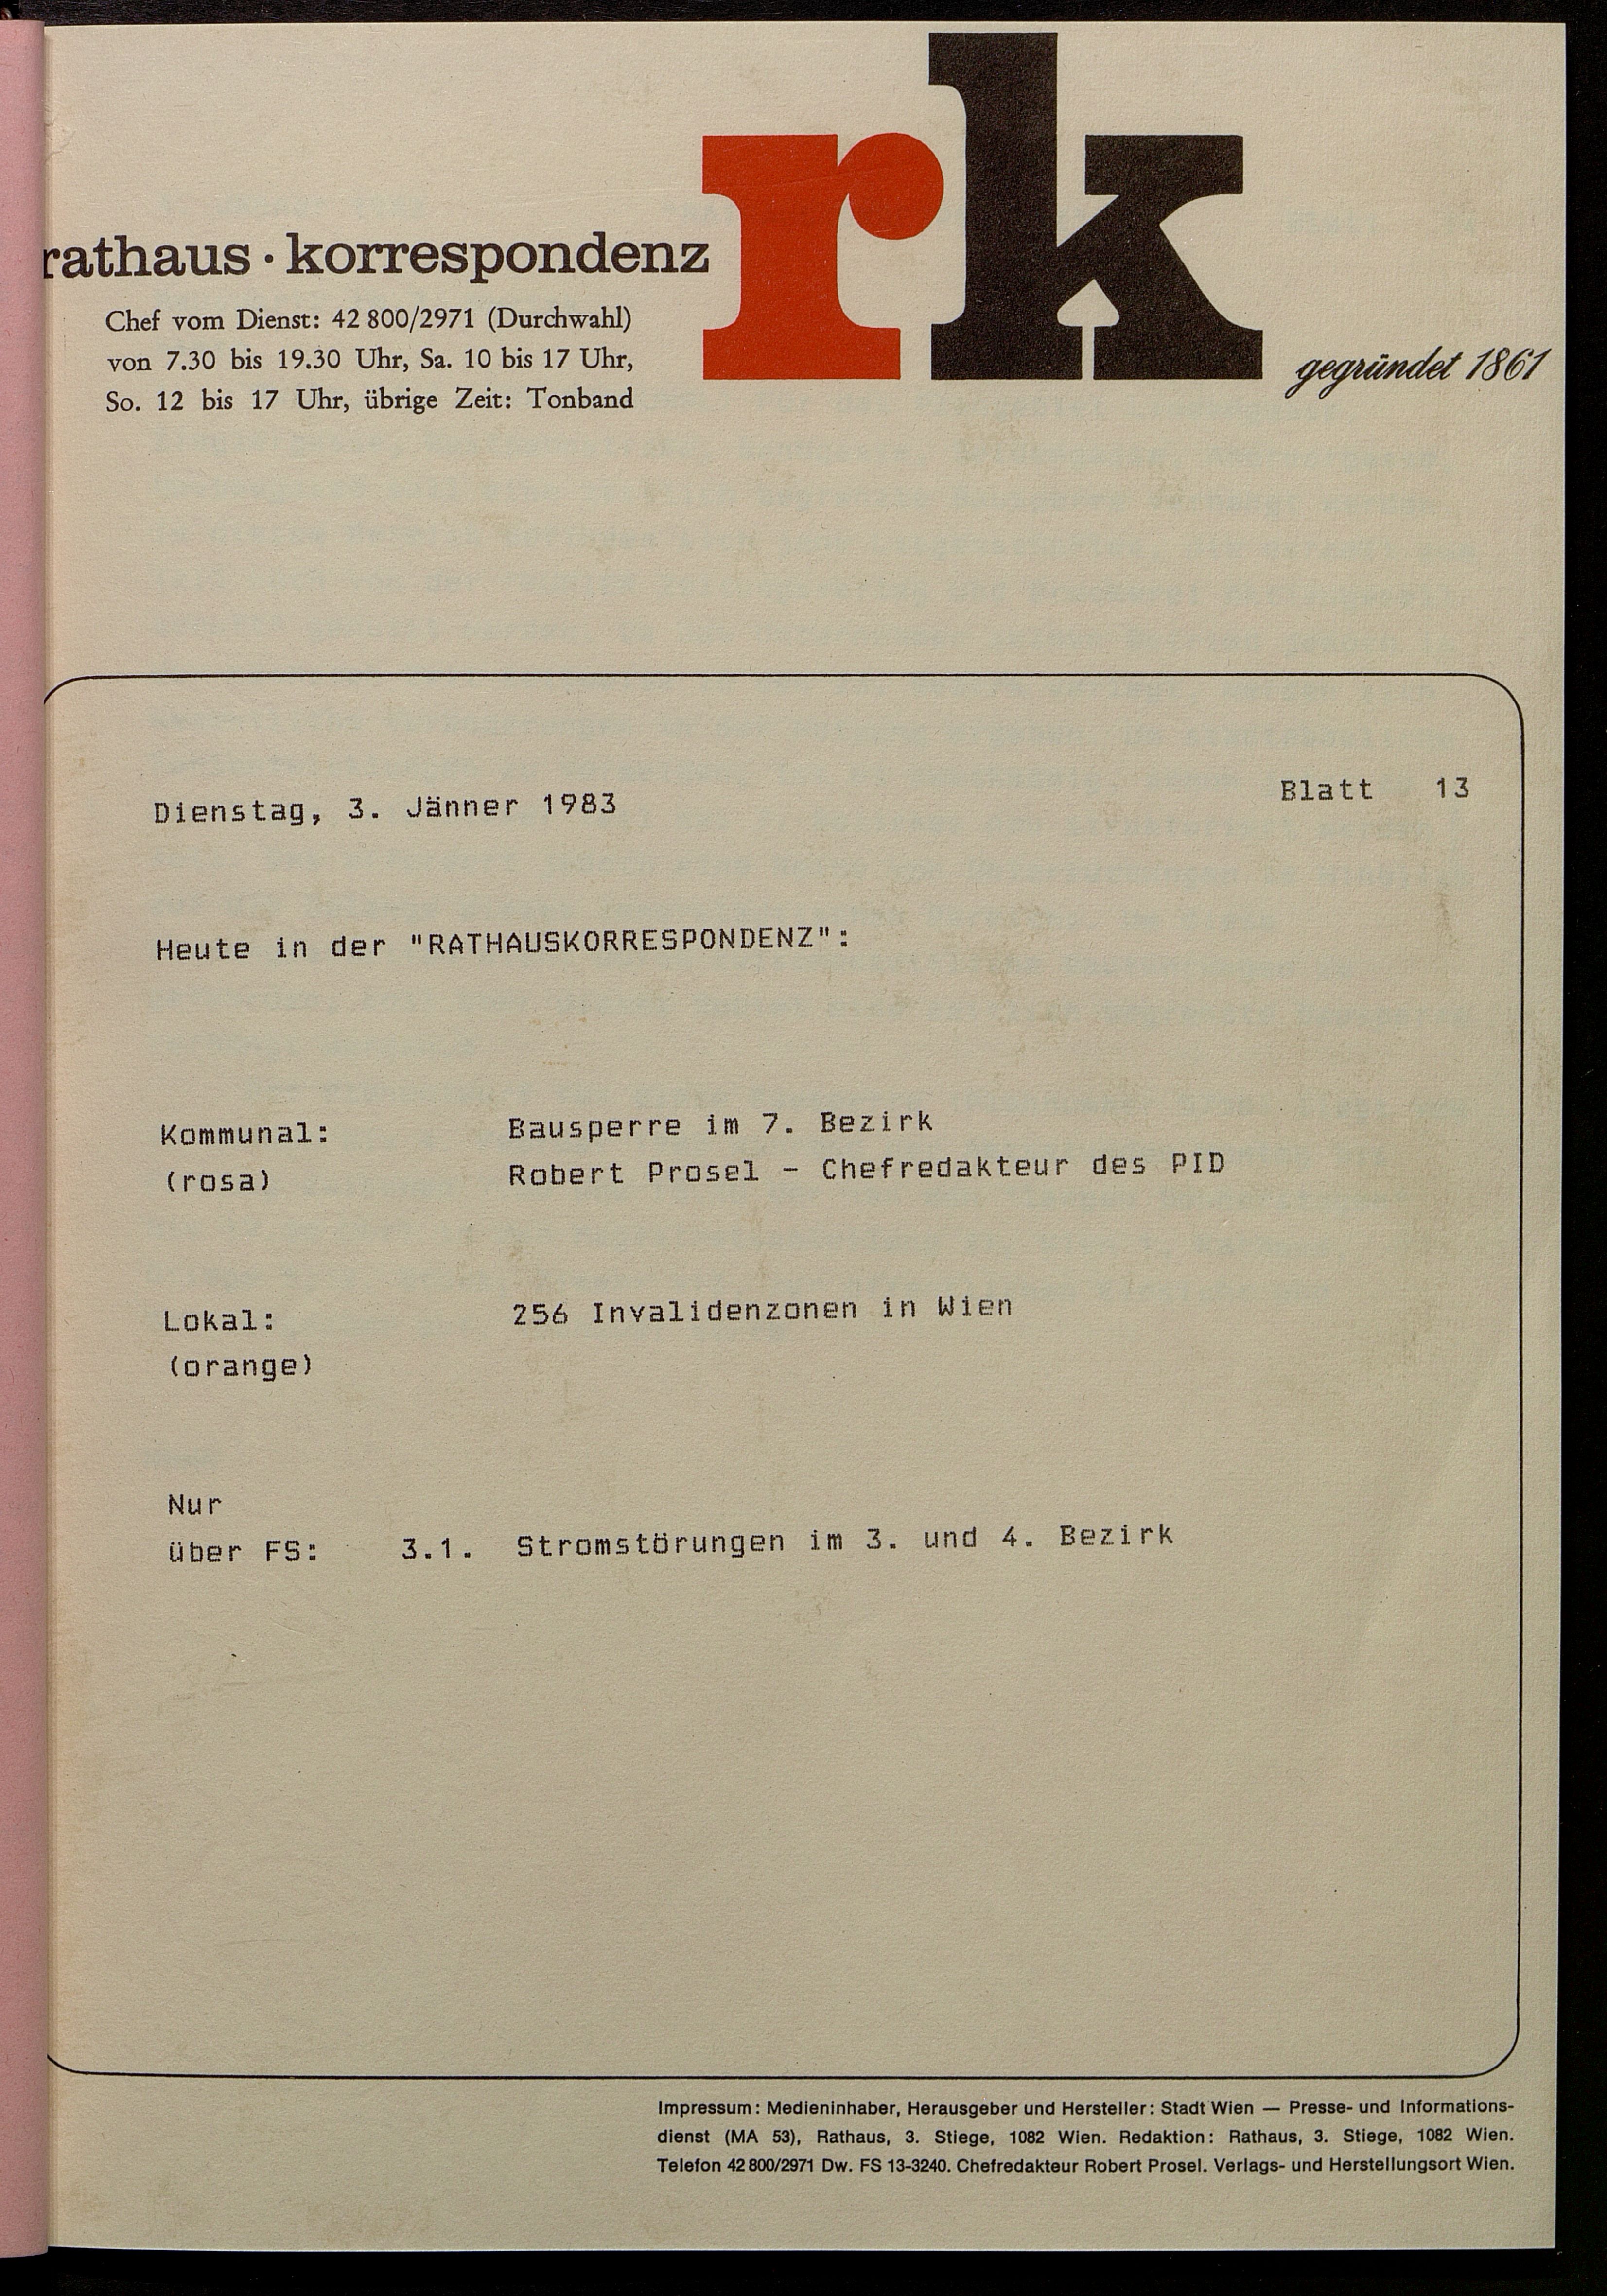 rk
rathaus · korrespondenz
Chef vom Dienst: 42 800/2971 (Durchwahl)
von 7.30 bis 19.30 Uhr, Sa. 10 bis 17 Uhr,
So. 12 bis 17 Uhr, übrige Zeit: Tonband
gegründet 1861
Dienstag, 3. Jänner 1983
Blatt 13
Heute in der "RATHAUSKORRESPONDENZ":
Kommunal:
(rosa)
Bausperre im 7. Bezirk
Robert Prosel - Chefredakteur des PID
Lokal:
(orange)
256 Invalidenzonen in Wien
Nur
über FS: 3.1. Stromstörungen im 3. und 4. Bezirk
Impressum: Medieninhaber, Herausgeber und Hersteller: Stadt Wien — Presse- und Informations-
dienst (MA 53), Rathaus, 3. Stiege, 1082 Wien. Redaktion: Rathaus, 3. Stiege, 1082 Wien.
Telefon 42 800/2971 Dw. FS 13-3240. Chefredakteur Robert Prosel. Verlags- und Herstellungsort Wien.